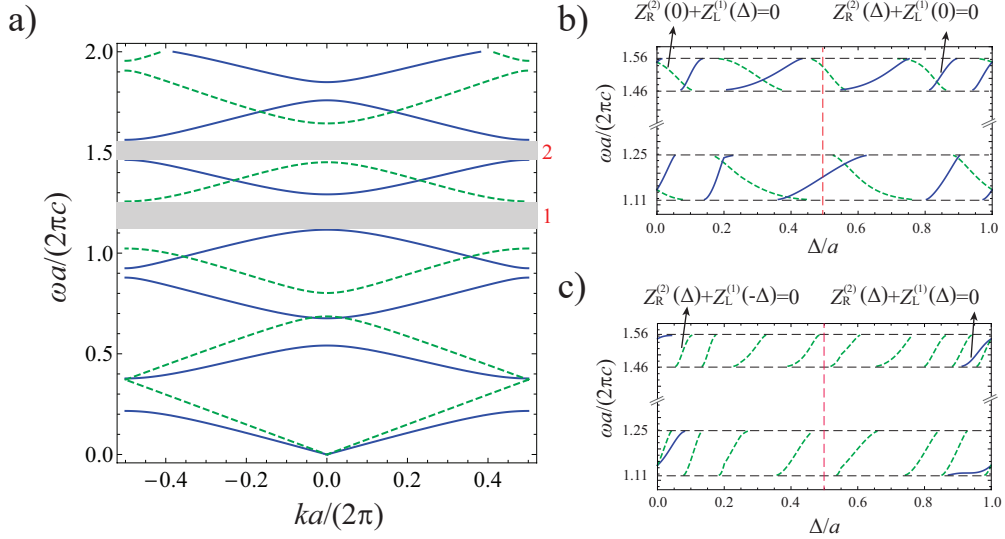 a)
2.0
1.5
1.0
0.5
0.0
ωa/(2πc)
2
1
−0.4
−0.2
0.0
0.2
0.4
ka/(2π)
b)
Z_R^(2)(0)+Z_L^(1)(Δ)=0
Z_R^(2)(Δ)+Z_L^(1)(0)=0
1.56
1.46
1.25
1.11
ωa/(2πc)
0.0 0.2 0.4 0.6 0.8 1.0
Δ/a
c)
Z_R^(2)(Δ)+Z_L^(1)(-Δ)=0
Z_R^(2)(Δ)+Z_L^(1)(Δ)=0
1.56
1.46
1.25
1.11
ωa/(2πc)
0.0 0.2 0.4 0.6 0.8 1.0
Δ/a